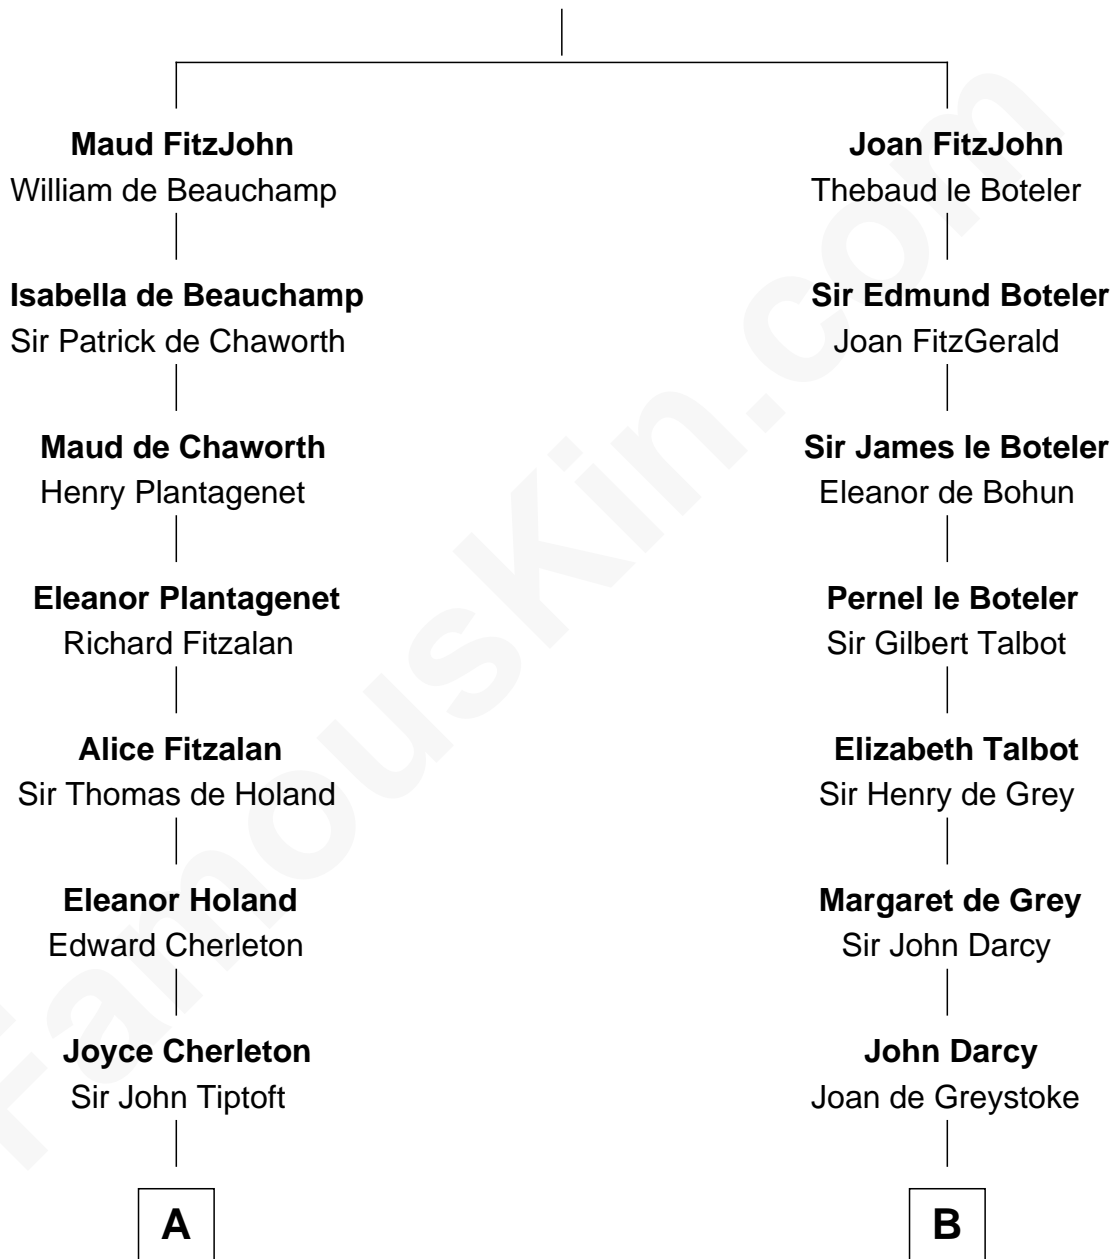 Maud FitzJohn
William de Beauchamp
Isabella de Beauchamp
Sir Patrick de Chaworth
Maud de Chaworth
Henry Plantagenet
Eleanor Plantagenet
Richard Fitzalan
Alice Fitzalan
Sir Thomas de Holand
Eleanor Holand
Edward Cherleton
Joyce Cherleton
Sir John Tiptoft
A
Joan FitzJohn
Thebaud le Boteler
Sir Edmund Boteler
Joan FitzGerald
Sir James le Boteler
Eleanor de Bohun
Pernel le Boteler
Sir Gilbert Talbot
Elizabeth Talbot
Sir Henry de Grey
Margaret de Grey
Sir John Darcy
John Darcy
Joan de Greystoke
B
FamousKin.com